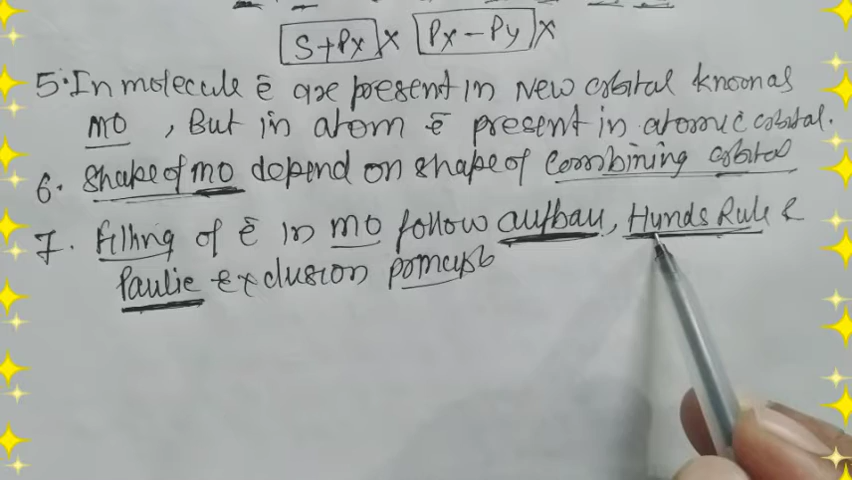 S+Px x Px-Py x
5. In molecule ē are present in New orbital known as
MO , But in atom ē present in atomic orbital.
6. Shape of MO depend on shape of Combining orbital
7. Filling of ē in MO follow aufbau, Hunds Rule &
Paulie exclusion principle